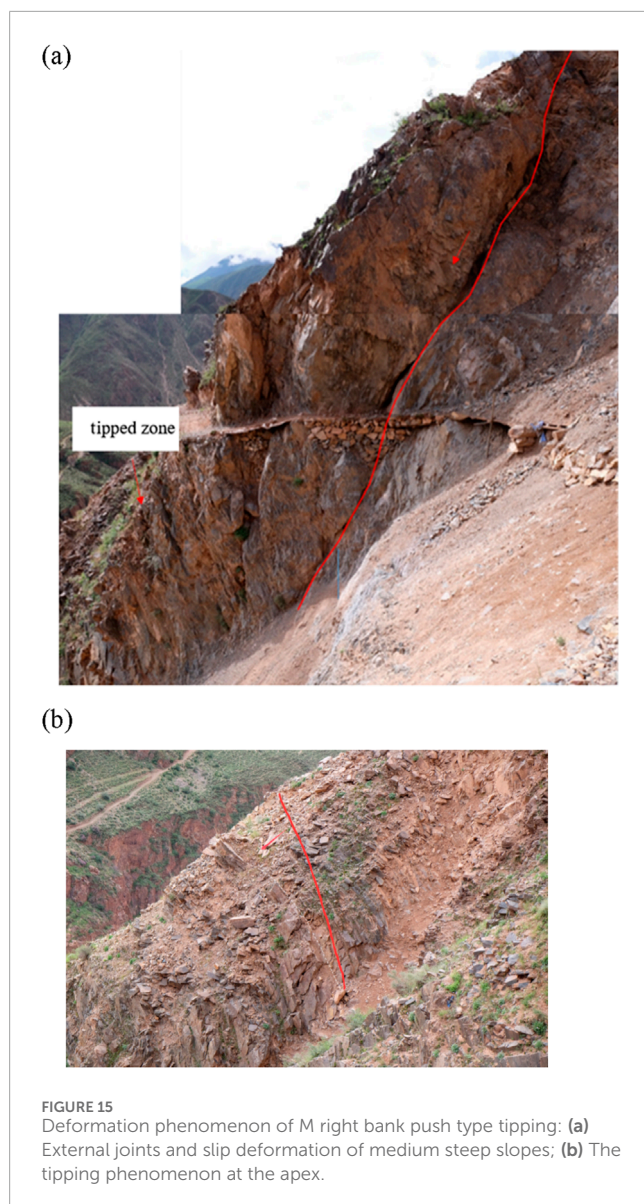 (a)
tipped zone
(b)
FIGURE 15
Deformation phenomenon of M right bank push type tipping: (a)
External joints and slip deformation of medium steep slopes; (b) The
tipping phenomenon at the apex.